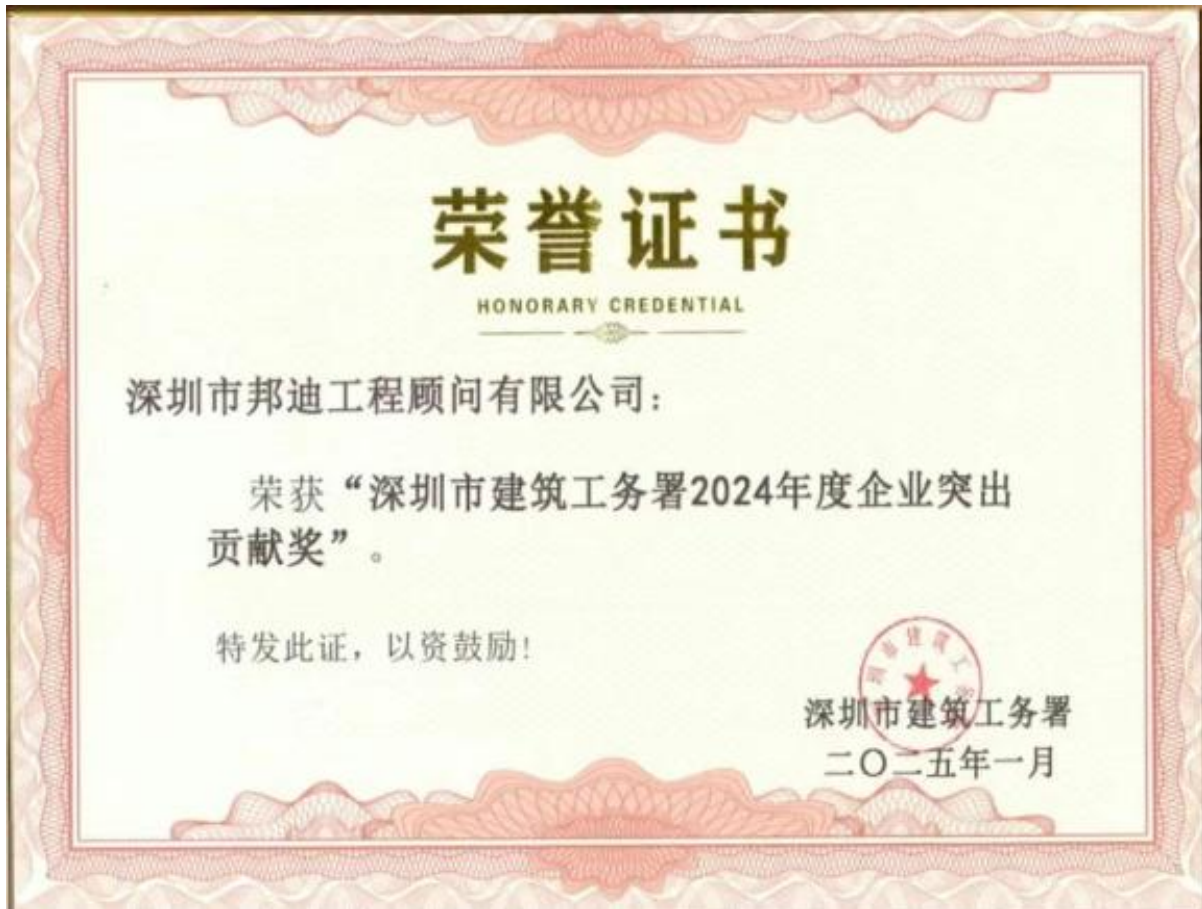 荣誉证书
HONORARY CREDENTIAL
深圳市邦迪工程顾问有限公司：
荣获“深圳市建筑工务署2024年度企业突出
贡献奖”。
特发此证，以资鼓励！
深圳市建筑工务署
二〇二五年一月